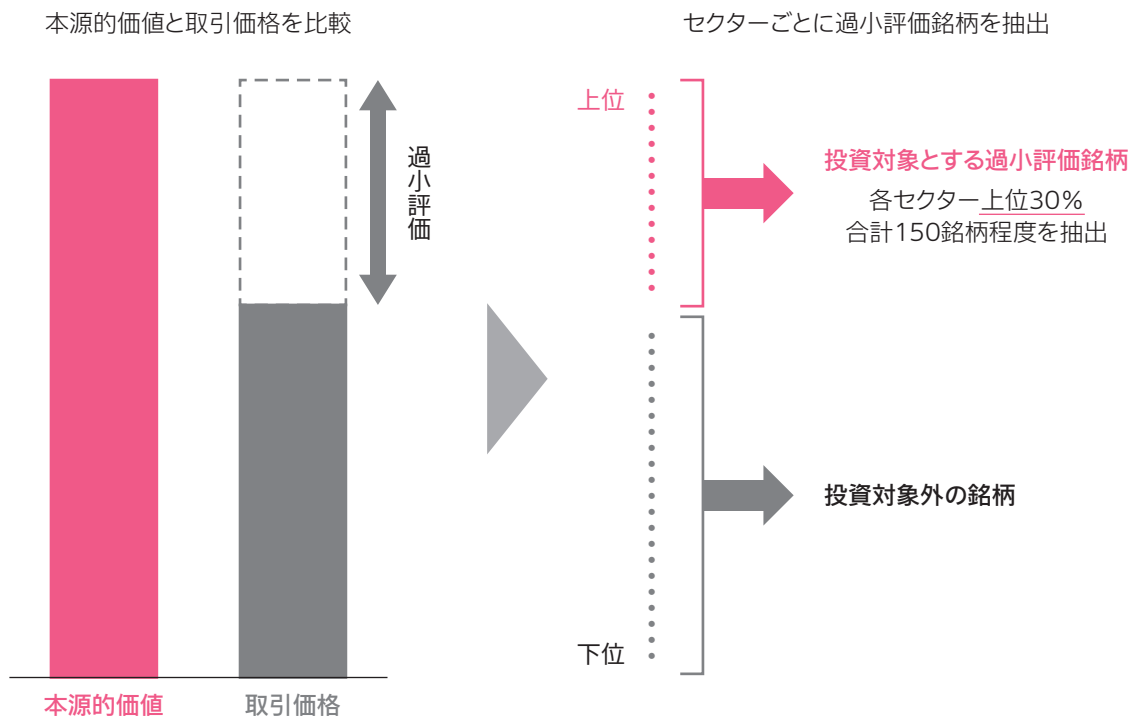 本源的価値と取引価格を比較
過小評価
本源的価値
取引価格
セクターごとに過小評価銘柄を抽出
上位
投資対象とする過小評価銘柄
各セクター上位30%
合計150銘柄程度を抽出
投資対象外の銘柄
下位